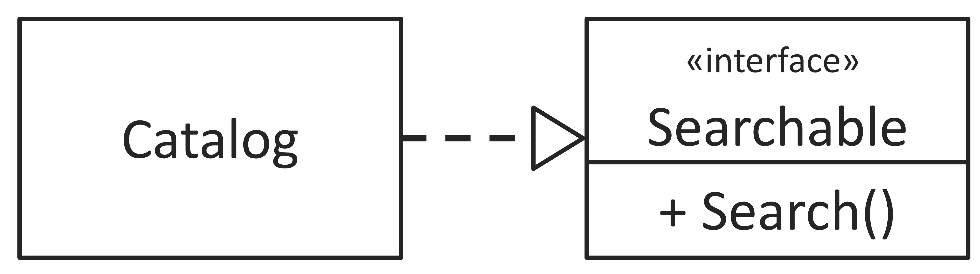 Catalog
«interface»
Searchable
+ Search()